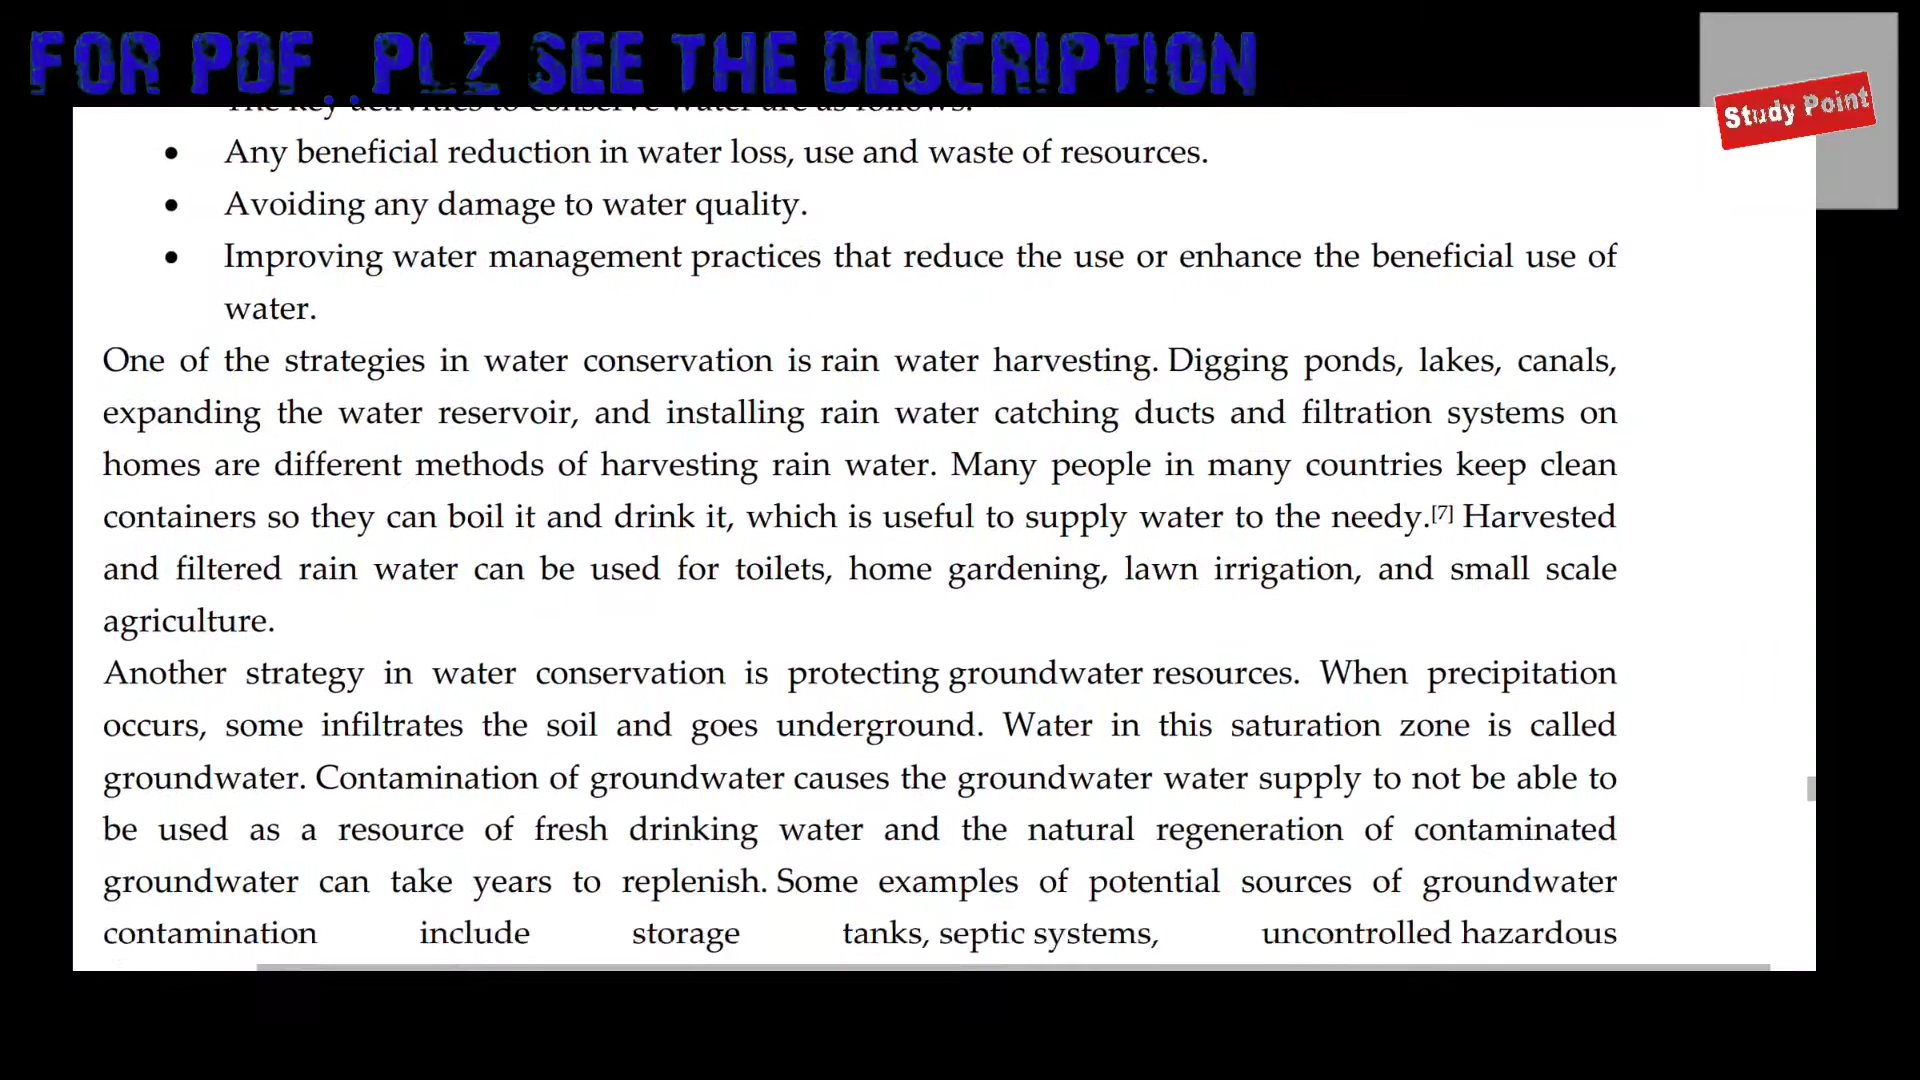 FOR PDF..PLZ SEE THE DESCRIPTION
Study Point
The key activities to conserve water are as follows:
• Any beneficial reduction in water loss, use and waste of resources.
• Avoiding any damage to water quality.
• Improving water management practices that reduce the use or enhance the beneficial use of
water.
One of the strategies in water conservation is rain water harvesting. Digging ponds, lakes, canals,
expanding the water reservoir, and installing rain water catching ducts and filtration systems on
homes are different methods of harvesting rain water. Many people in many countries keep clean
containers so they can boil it and drink it, which is useful to supply water to the needy.[7] Harvested
and filtered rain water can be used for toilets, home gardening, lawn irrigation, and small scale
agriculture.
Another strategy in water conservation is protecting groundwater resources. When precipitation
occurs, some infiltrates the soil and goes underground. Water in this saturation zone is called
groundwater. Contamination of groundwater causes the groundwater water supply to not be able to
be used as a resource of fresh drinking water and the natural regeneration of contaminated
groundwater can take years to replenish. Some examples of potential sources of groundwater
contamination include storage tanks, septic systems, uncontrolled hazardous